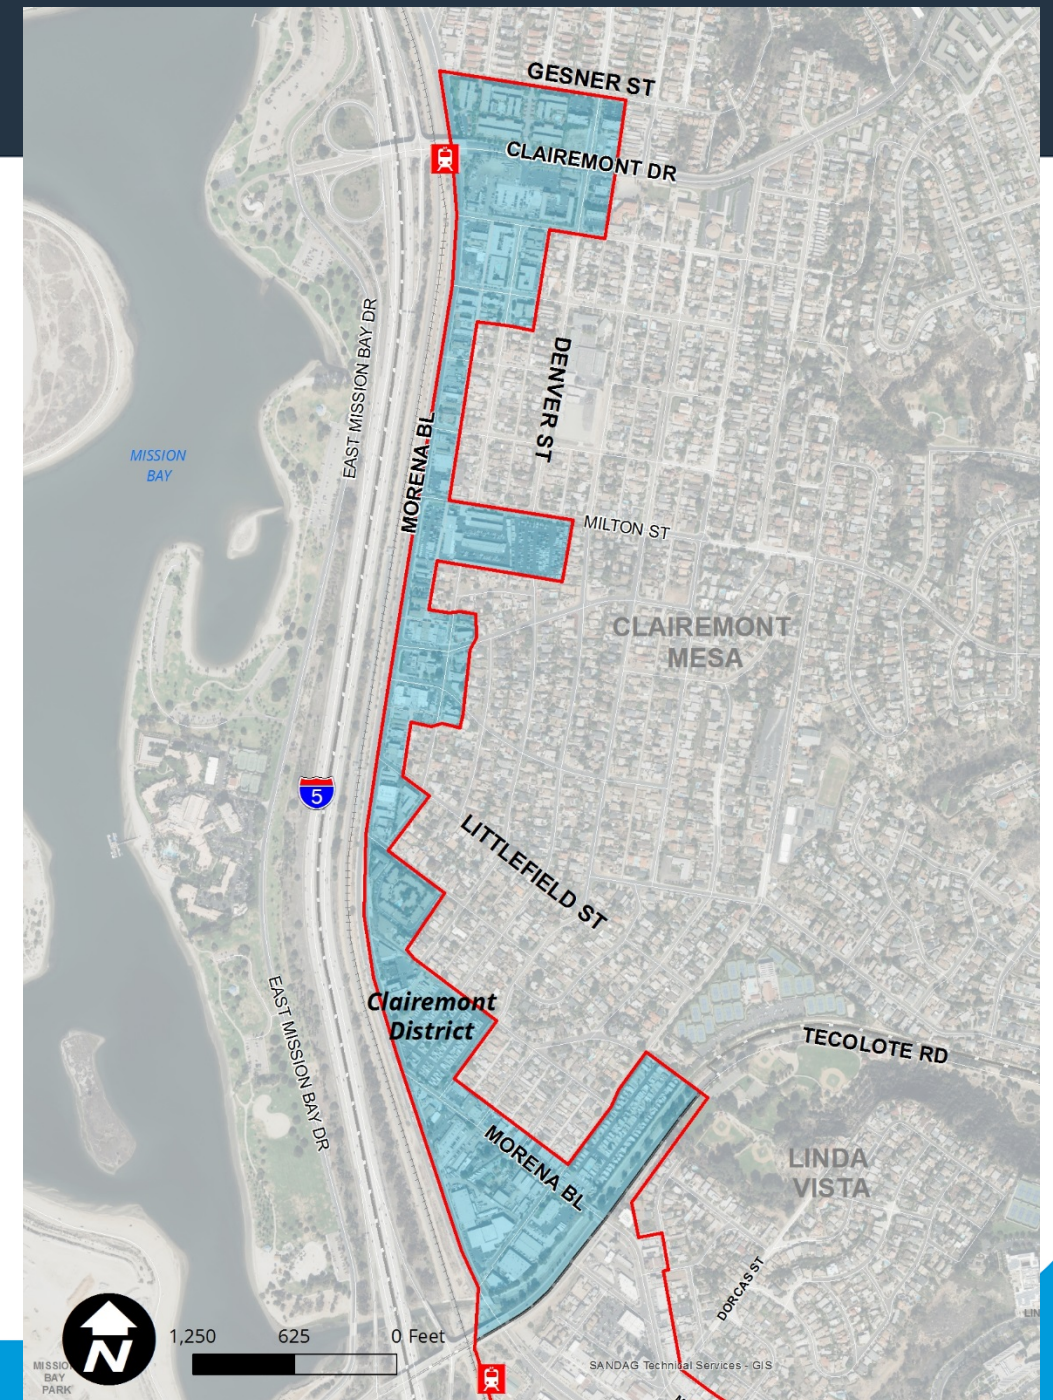 GESNER ST
CLAIREMONT DR
EAST MISSION BAY DR
DENVER ST
MORENA BL
MISSION
BAY
MILTON ST
CLAIREMONT
MESA
5
LITTLEFIELD ST
Clairemont
District
EAST MISSION BAY DR
TECOLOTE RD
MORENA BL
LINDA
VISTA
DORCAS ST
LIN
N
1,250 625 0 Feet
SANDAG Technical Services - GIS
MISSIO
BAY
PARK